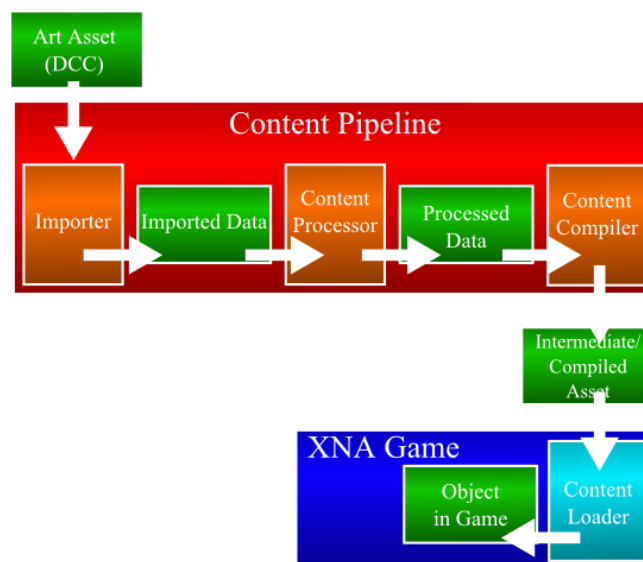 Art Asset
(DCC)
Content Pipeline
Importer
Imported Data
Content
Processor
Processed
Data
Content
Compiler
Intermediate/
Compiled
Asset
XNA Game
Object
in Game
Content
Loader